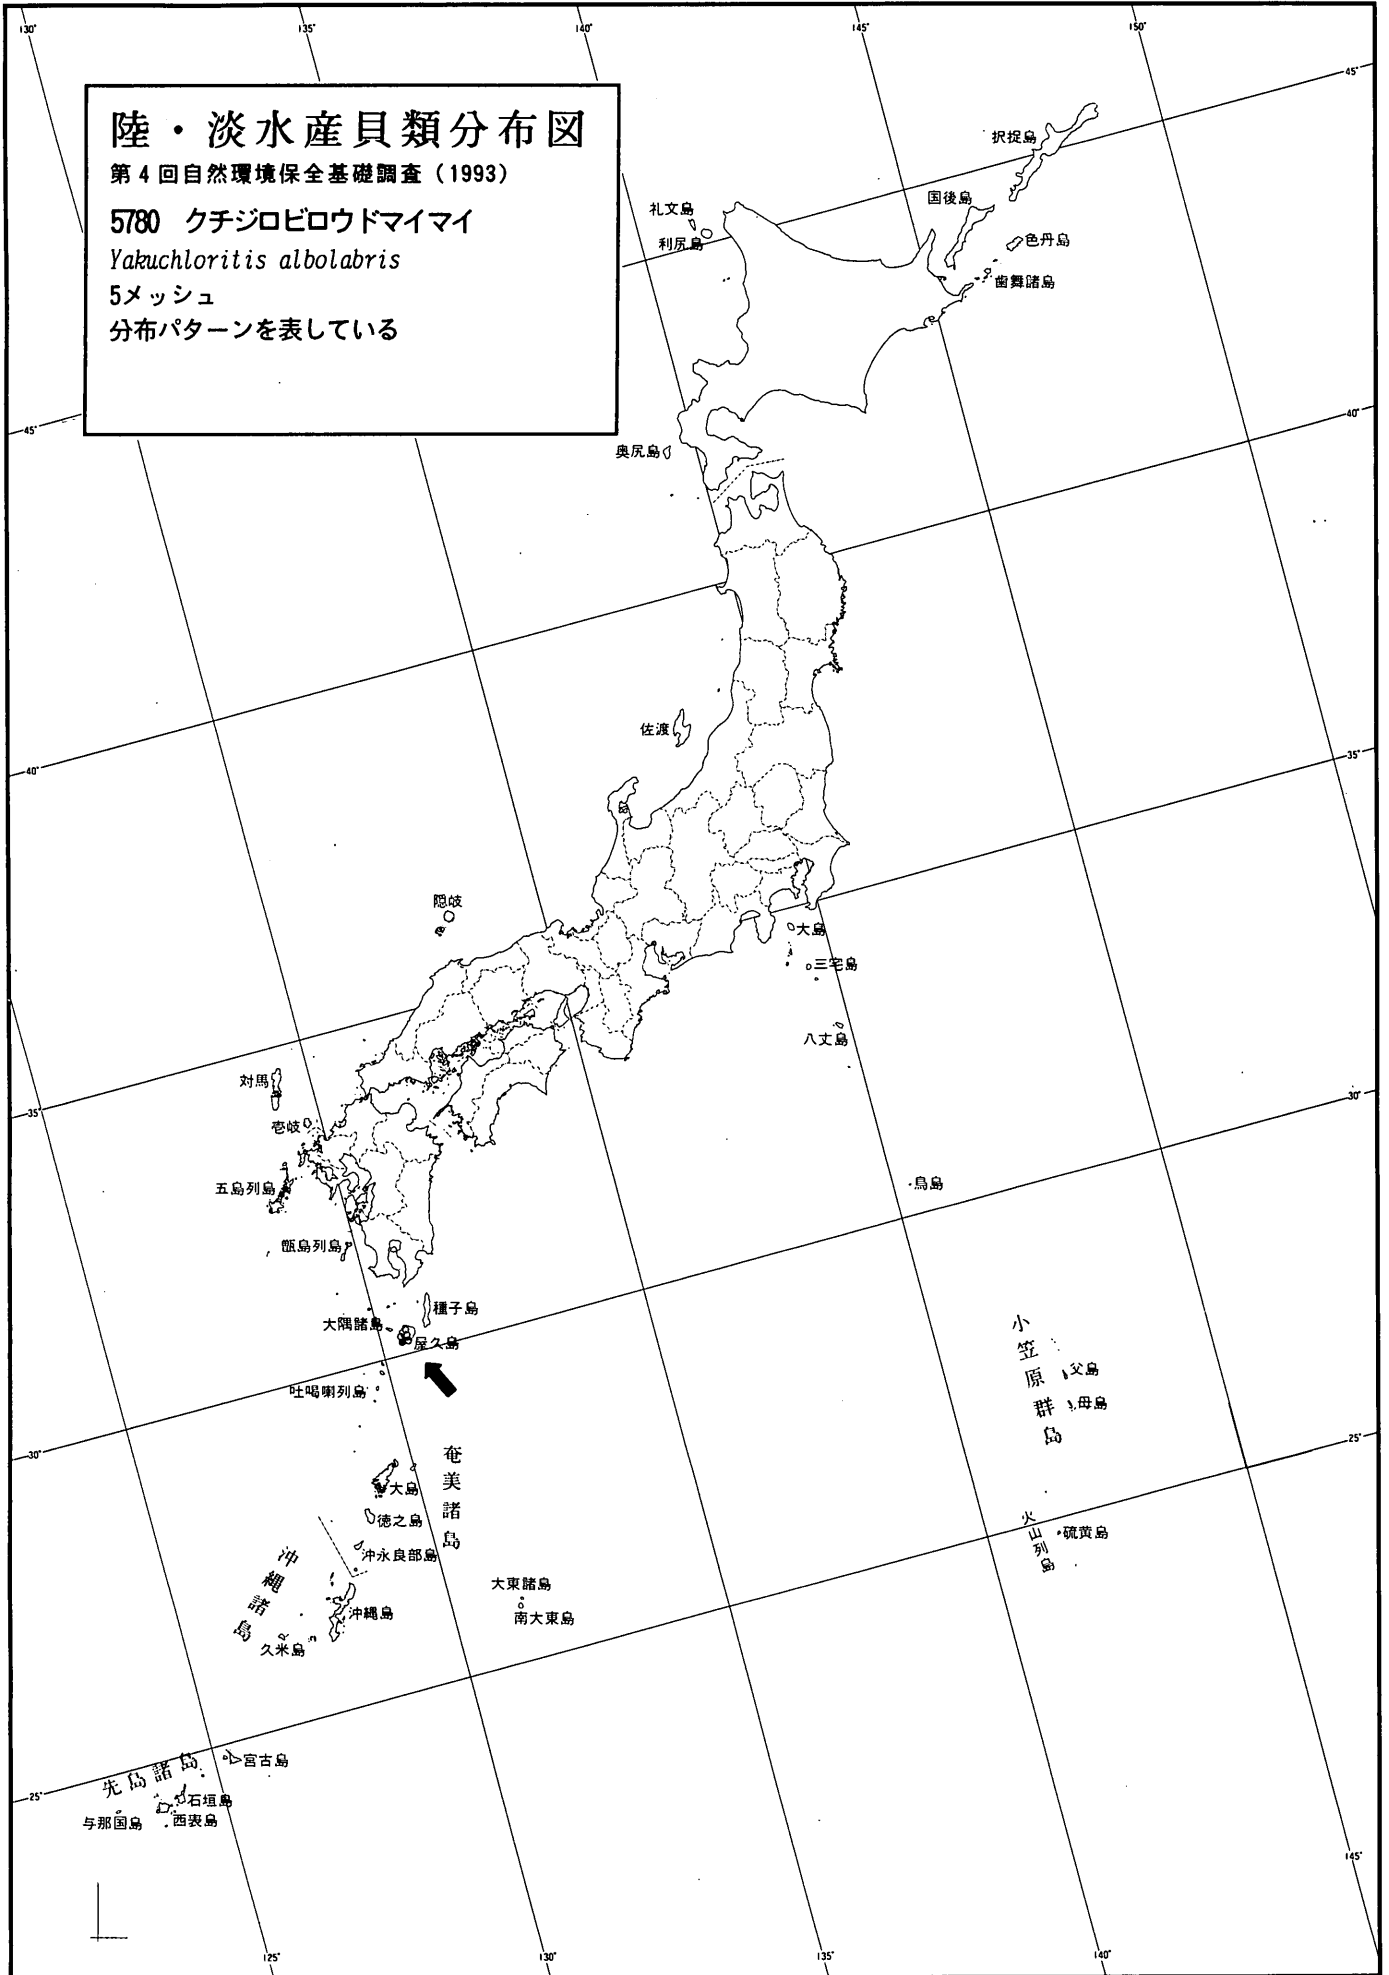 陸・淡水産貝類分布図
第4回自然環境保全基礎調査（1993）
5780 クチジロビロウドマイマイ
Yakuchloritis albolabris
5メッシュ
分布パターンを表している
130°
135°
140°
145°
150°
45°
択捉島
国後島
礼文島
利尻島
色丹島
歯舞諸島
40°
45°
奥尻島
佐渡
35°
40°
隠岐
大島
三宅島
八丈島
対馬
30°
35°
壱岐
五島列島
鳥島
甑島列島
種子島
大隅諸島
屋久島
小笠原群島
父島
母島
吐喝喇列島
25°
30°
奄美諸島
大島
徳之島
沖永良部島
火山列島
硫黄島
沖縄諸島
大東諸島
南大東島
沖縄島
久米島
先島諸島
宮古島
石垣島
西表島
与那国島
25°
145°
125°
130°
135°
140°